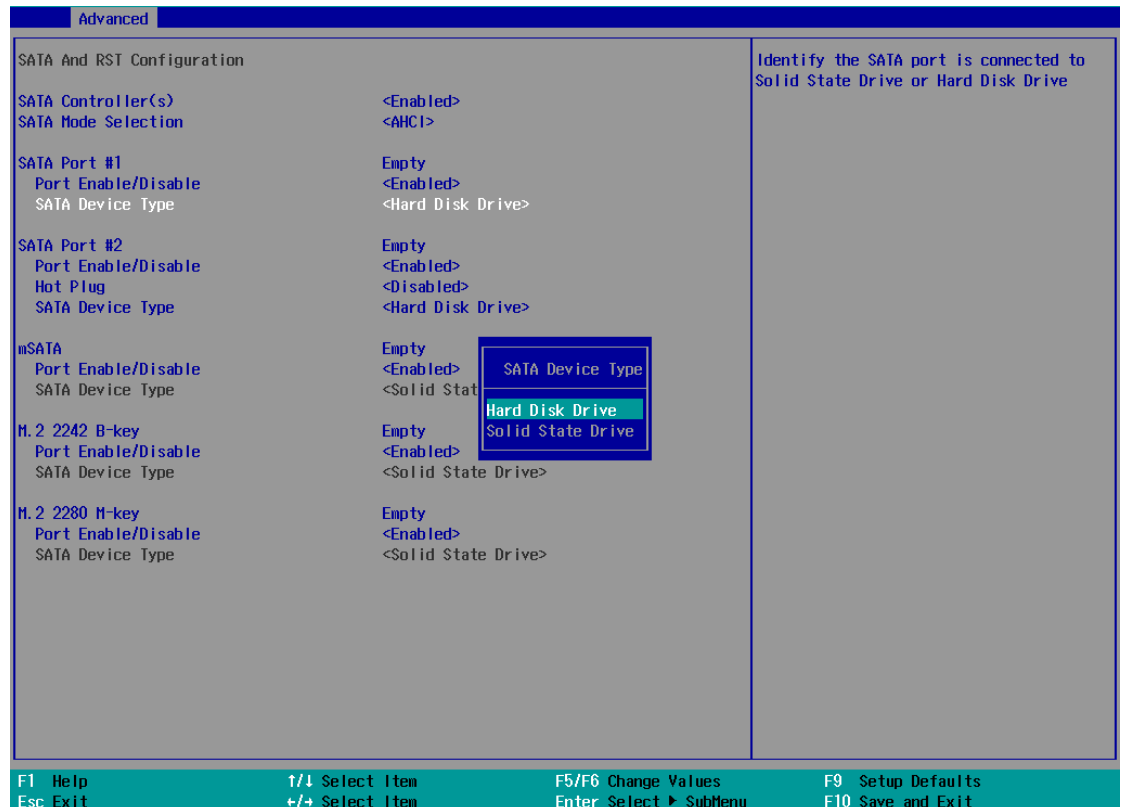 Advanced
SATA And RST Configuration
SATA Controller(s) <Enabled>
SATA Mode Selection <AHCI>
SATA Port #1 Empty
Port Enable/Disable <Enabled>
SATA Device Type <Hard Disk Drive>
SATA Port #2 Empty
Port Enable/Disable <Enabled>
Hot Plug <Disabled>
SATA Device Type <Hard Disk Drive>
mSATA Empty
Port Enable/Disable <Enabled>
SATA Device Type <Solid Stat
M.2 2242 B-key Empty
Port Enable/Disable <Enabled>
SATA Device Type <Solid State Drive>
M.2 2280 M-key Empty
Port Enable/Disable <Enabled>
SATA Device Type <Solid State Drive>
SATA Device Type
Hard Disk Drive
Solid State Drive
Identify the SATA port is connected to
Solid State Drive or Hard Disk Drive
F1 Help ↑/↓ Select Item F5/F6 Change Values F9 Setup Defaults
Esc Exit ←/→ Select Item Enter Select ▶ SubMenu F10 Save and Exit